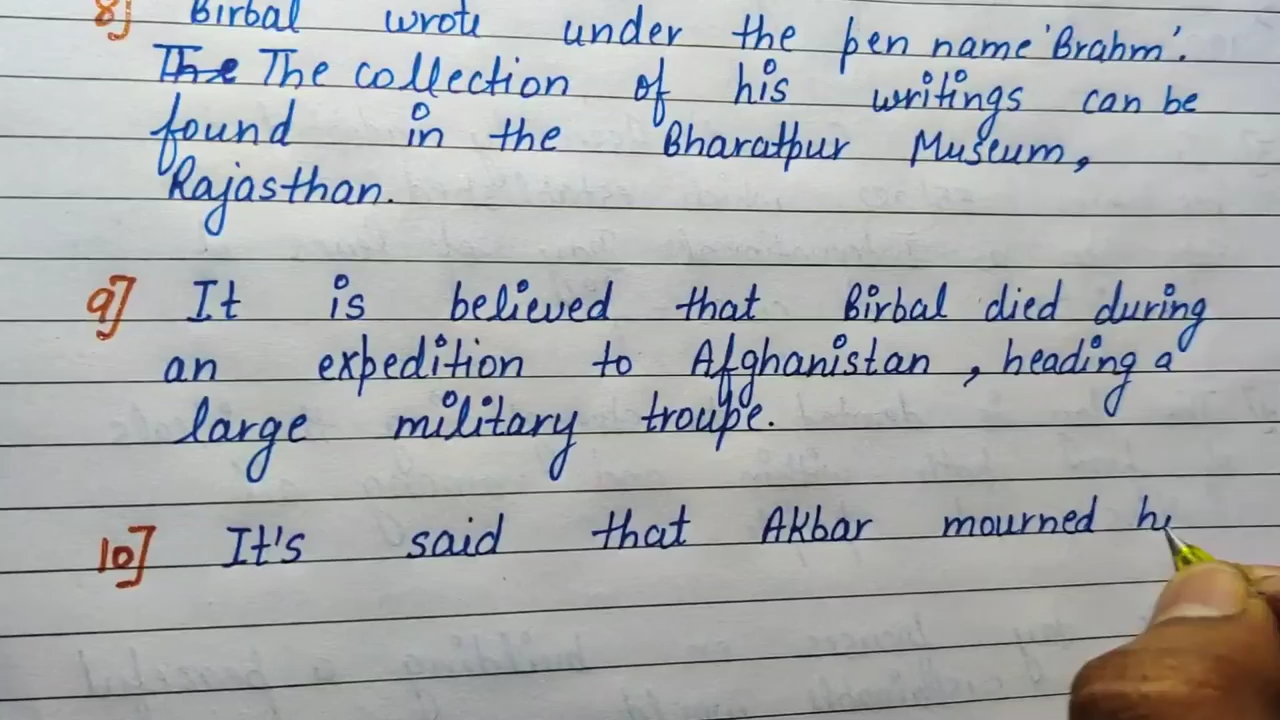 8] Birbal wrote under the pen name 'Brahm'.
The The collection of his writings can be
found in the Bharatpur Museum,
Rajasthan.
9] It is believed that Birbal died during
an expedition to Afghanistan, heading a
large military troupe.
10] It's said that Akbar mourned